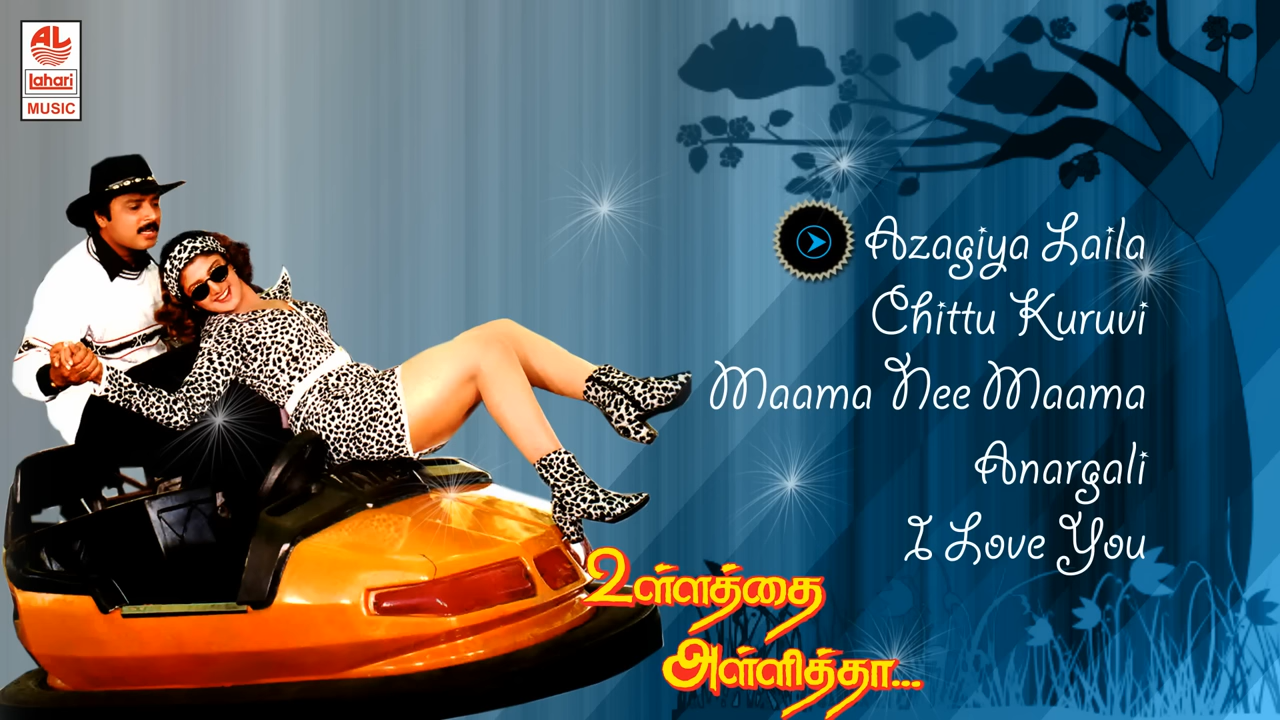 AL
Lahari
MUSIC
Azagiya Laila
Chittu Kuruvi
Maama Nee Maama
Anargali
I Love You
உள்ளத்தை
அள்ளித்தா...